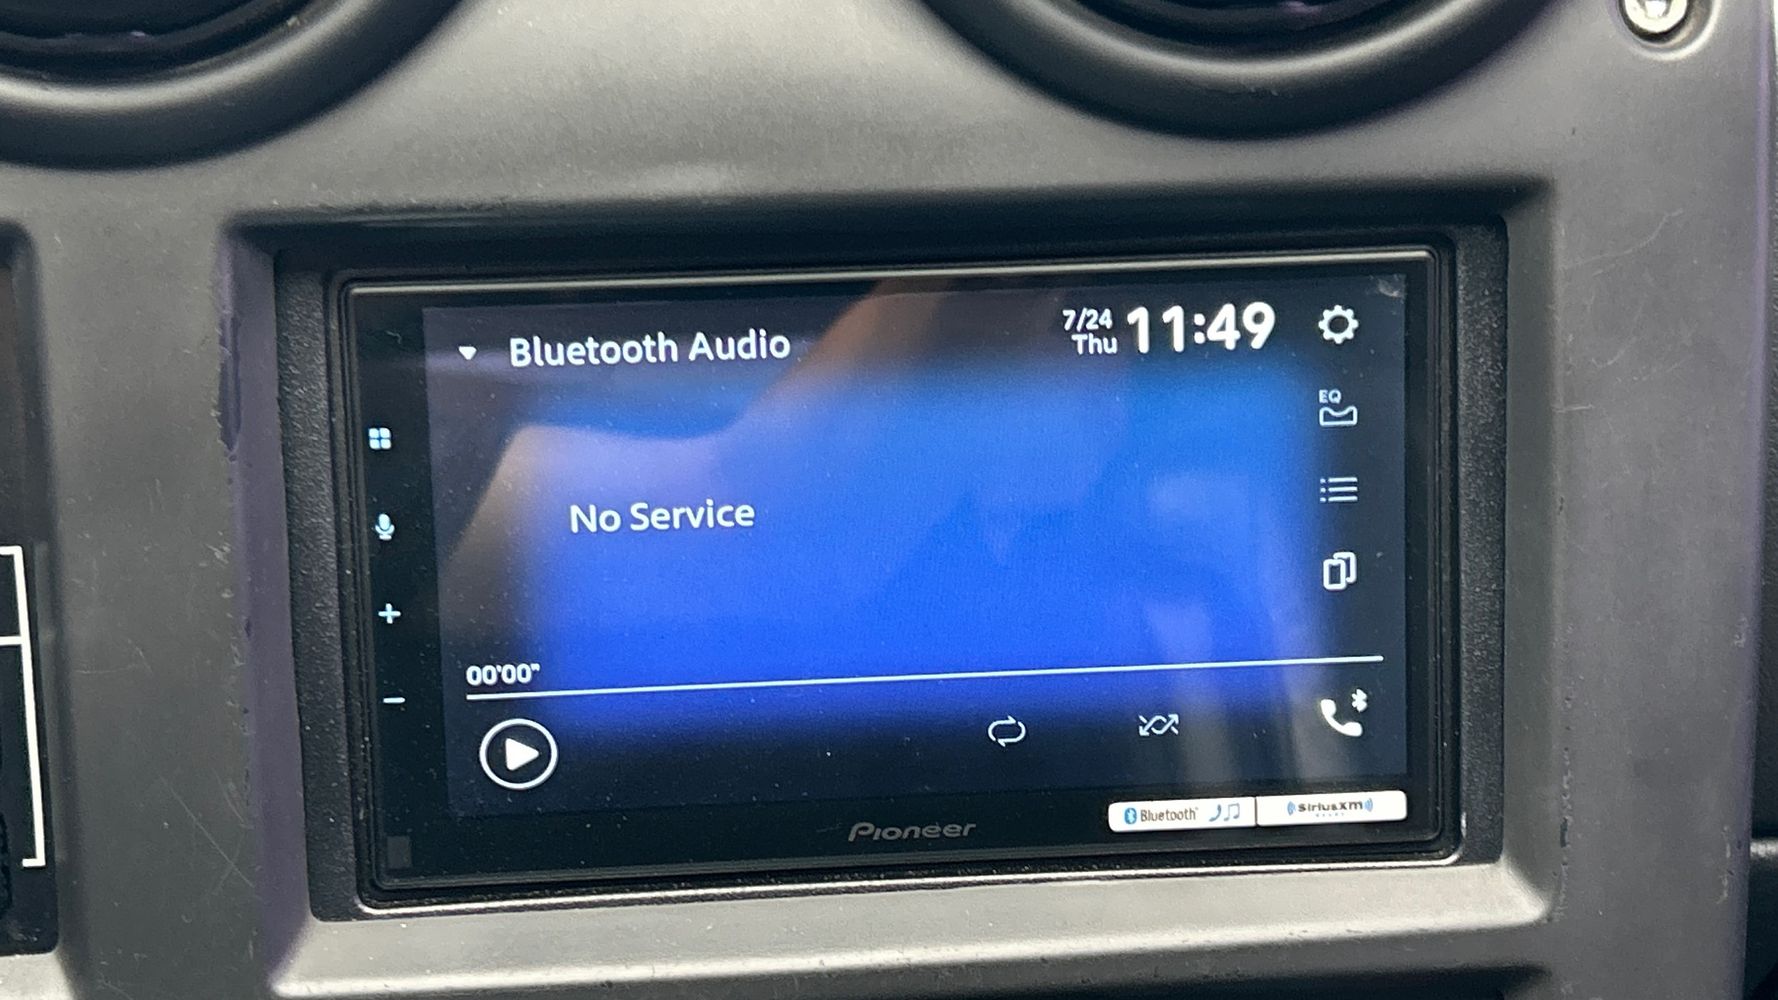 Bluetooth Audio
7/24
Thu
11:49
EQ
No Service
00'00"
Pioneer
Bluetooth
SiriusXM